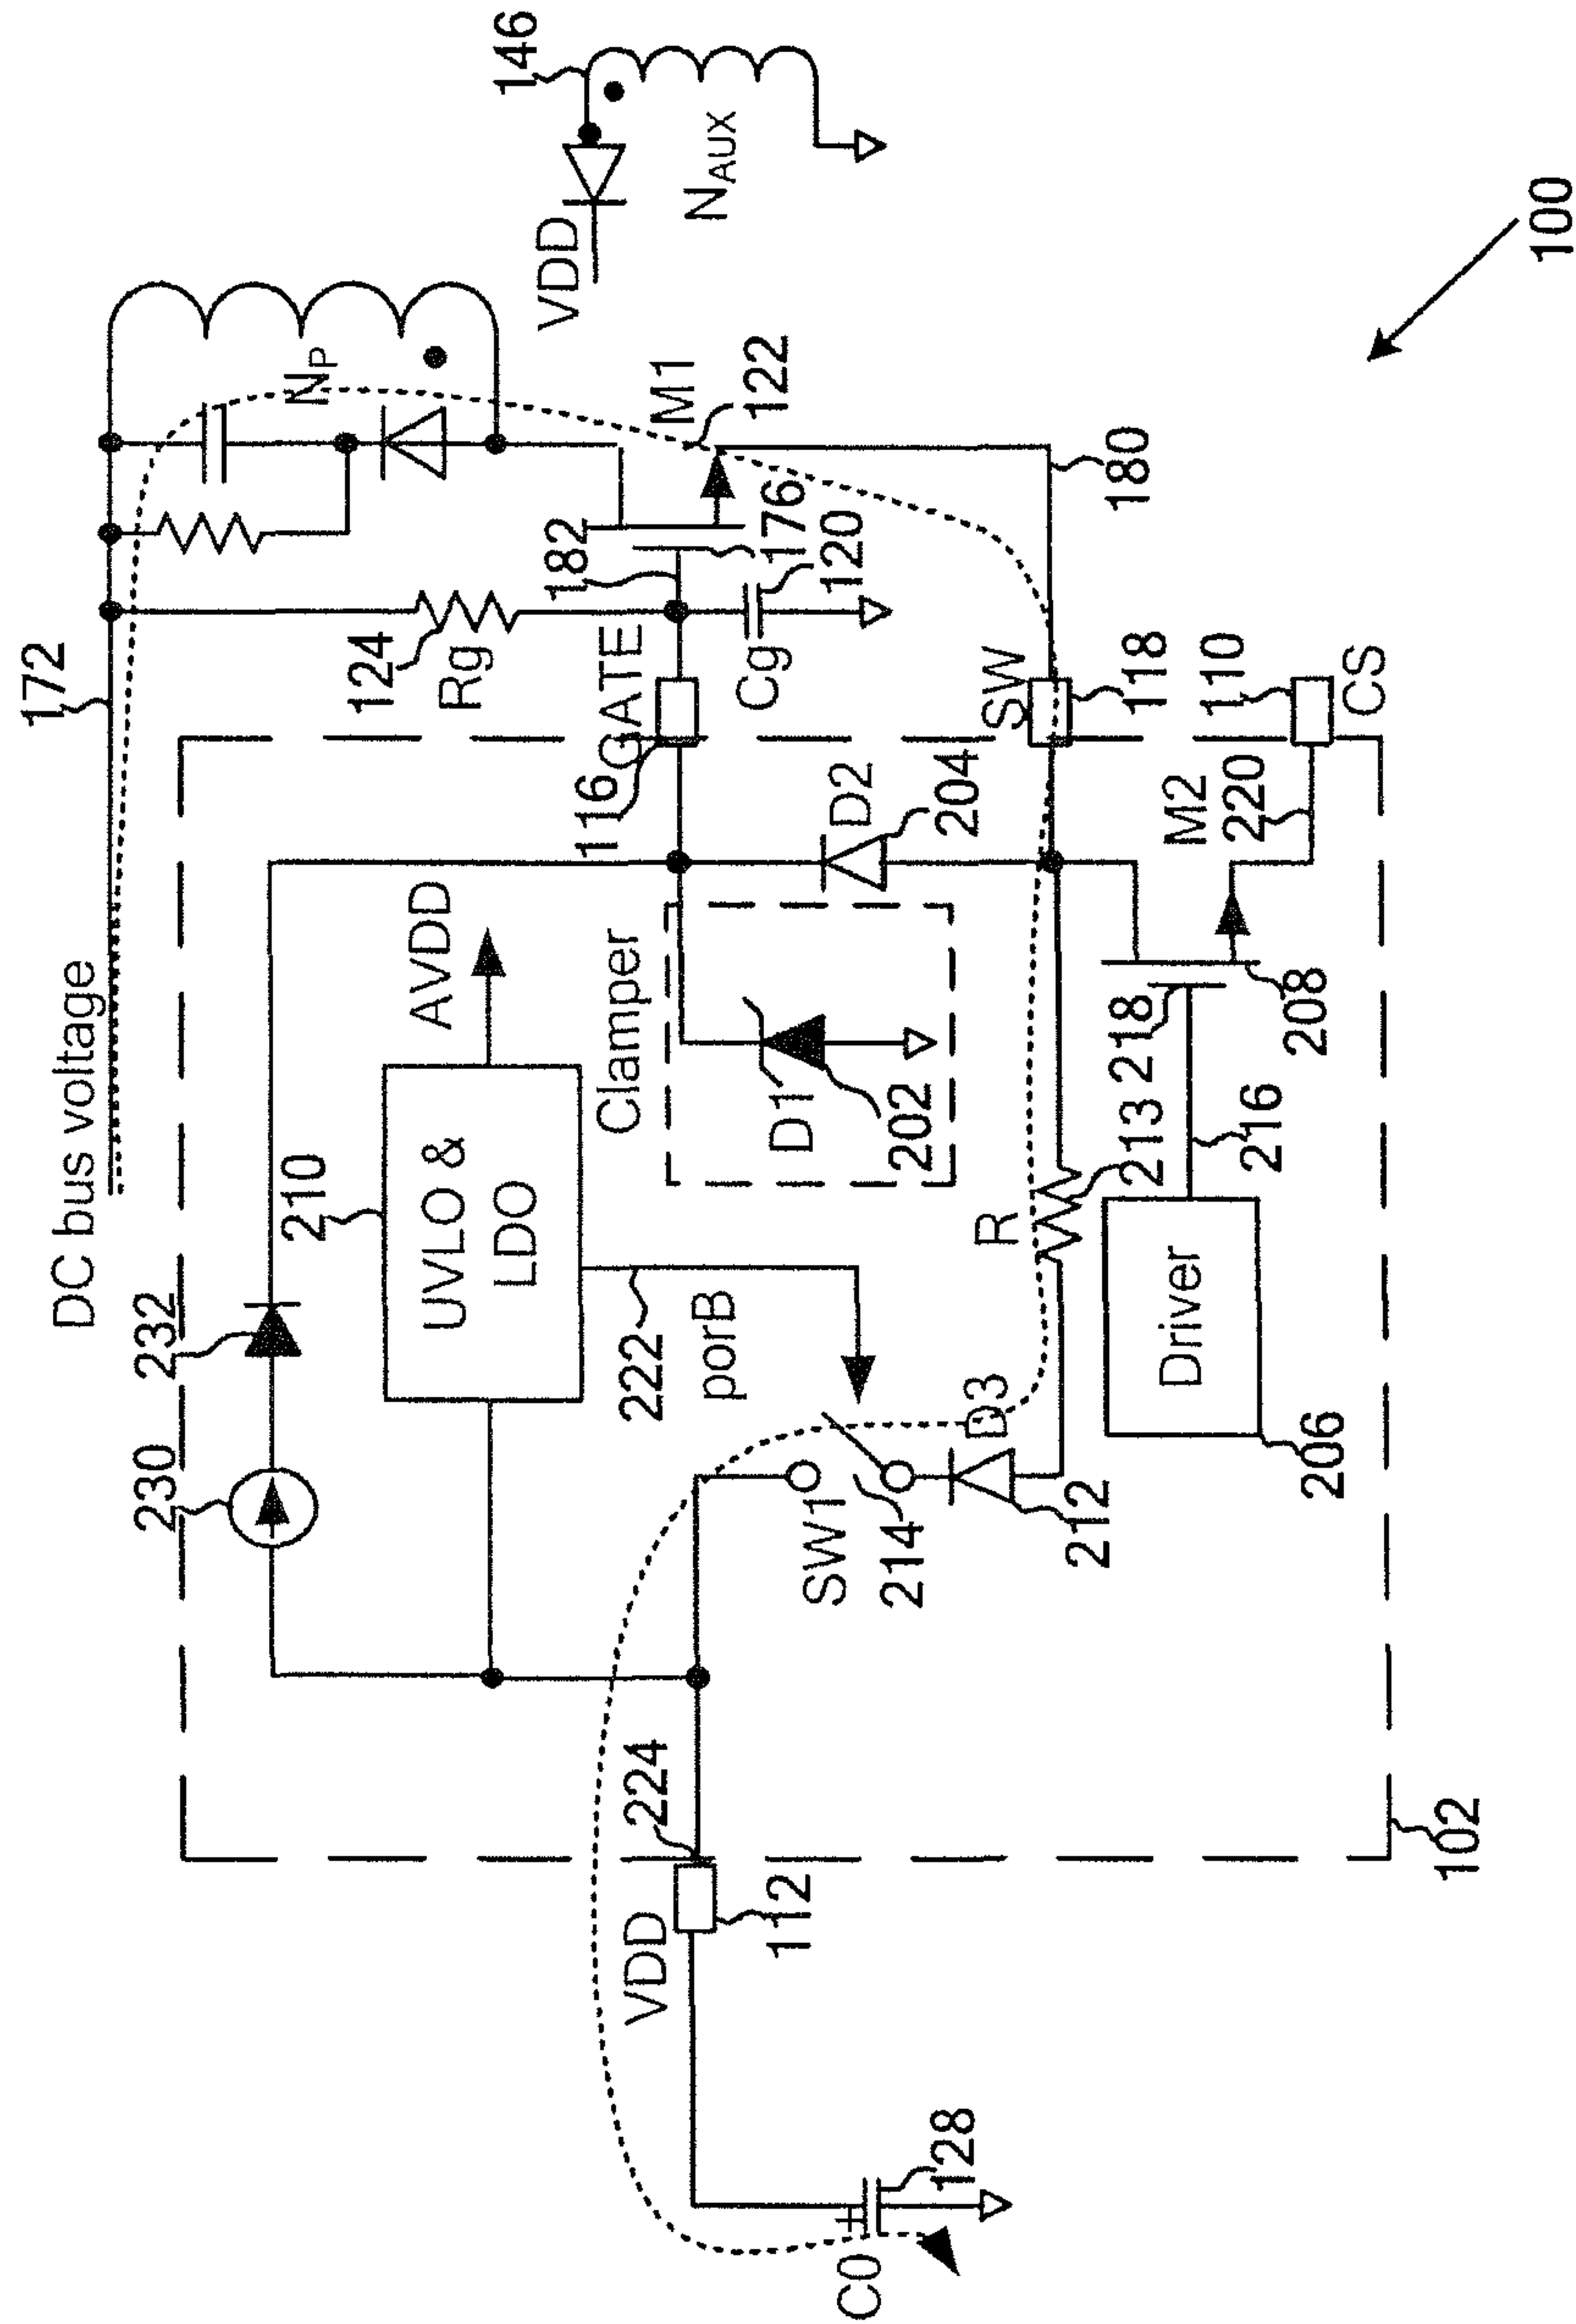 DC bus voltage
172
146
N_AUX
VDD
N_P
M1
122
182
176
120
Cg
124
Rg
GATE
116
180
SW
118
110
CS
100
232
230
210
UVLO &
LDO
AVDD
Clamper
D1
202
D2
204
M2
220
218
208
216
213
R
Driver
206
222
porB
SW1
214
D3
212
224
VDD
112
102
C0
128